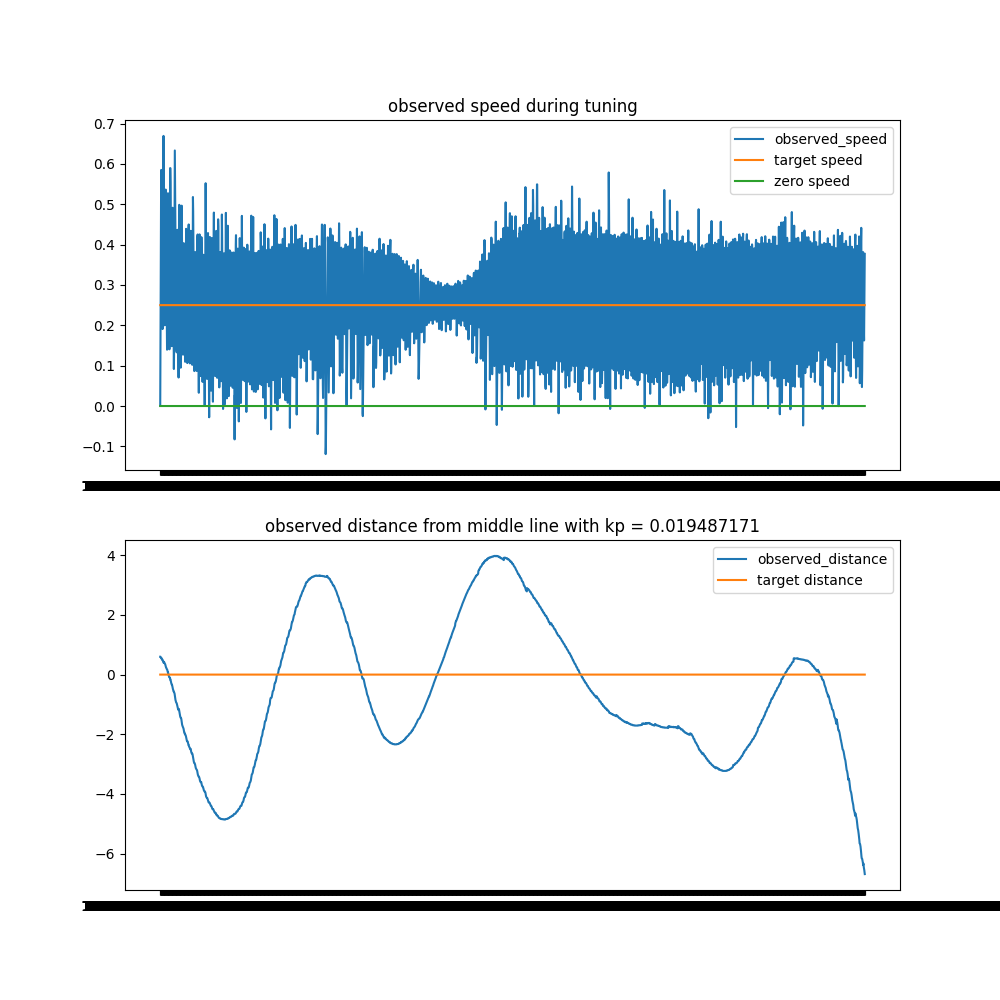 observed speed during tuning
0.7
0.6
0.5
0.4
0.3
0.2
0.1
0.0
−0.1
observed_speed
target speed
zero speed
observed distance from middle line with kp = 0.019487171
4
2
0
−2
−4
−6
observed_distance
target distance